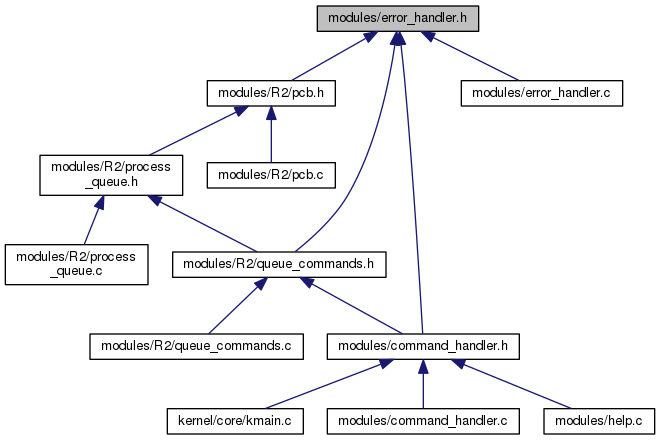 modules/error_handler.h
modules/R2/pcb.h
modules/error_handler.c
modules/R2/process
_queue.h
modules/R2/pcb.c
modules/R2/process
_queue.c
modules/R2/queue_commands.h
modules/R2/queue_commands.c
modules/command_handler.h
kernel/core/kmain.c
modules/command_handler.c
modules/help.c